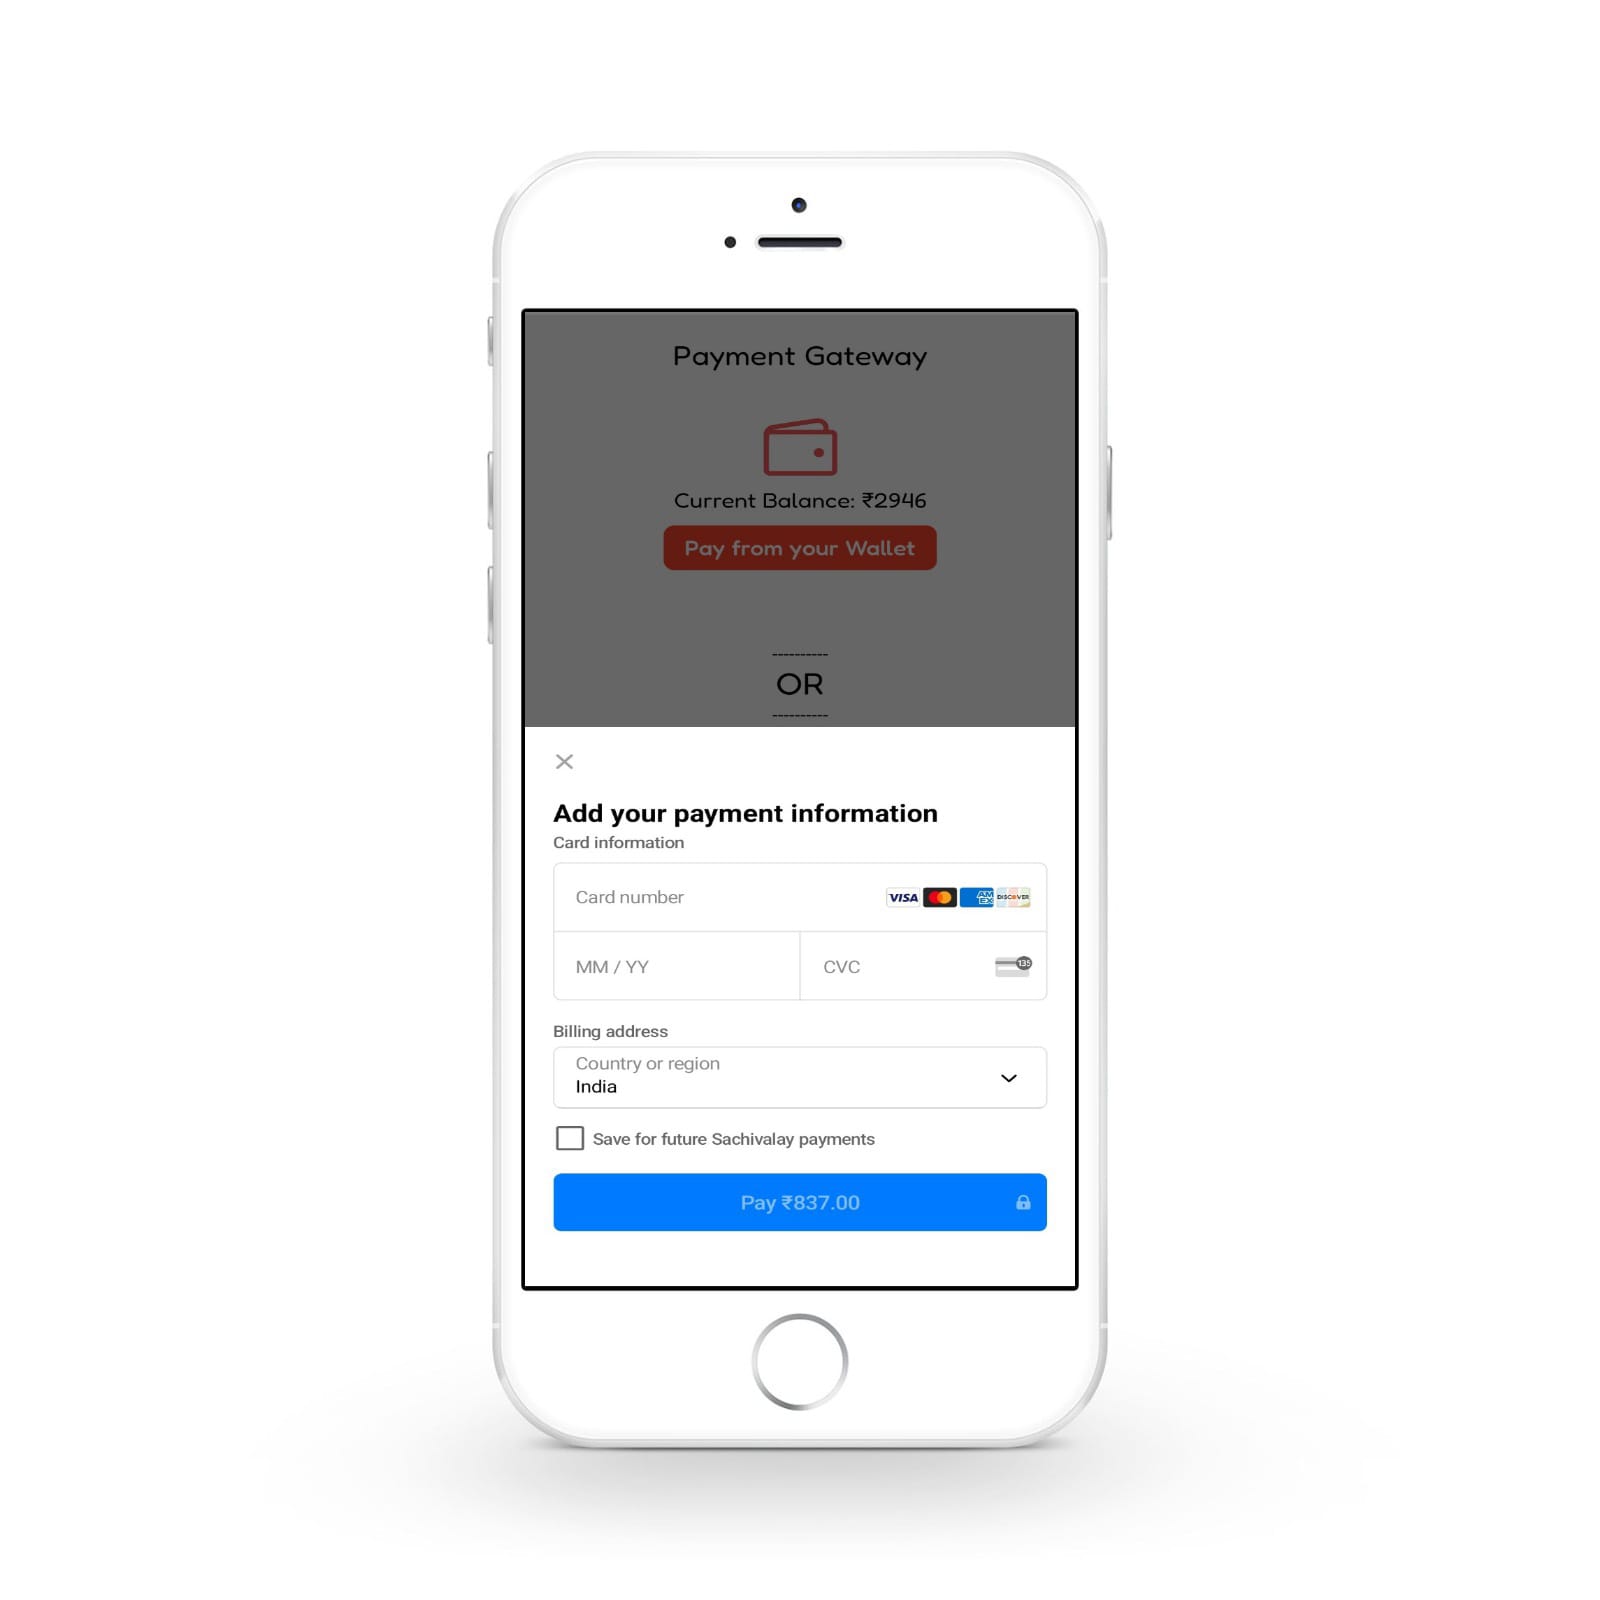 Payment Gateway
Current Balance: ₹2946
Pay from your Wallet
----------
OR
----------
Add your payment information
Card information
Card number VISA AMEX DISCOVER
MM / YY CVC 135
Billing address
Country or region
India
Save for future Sachivalay payments
Pay ₹837.00